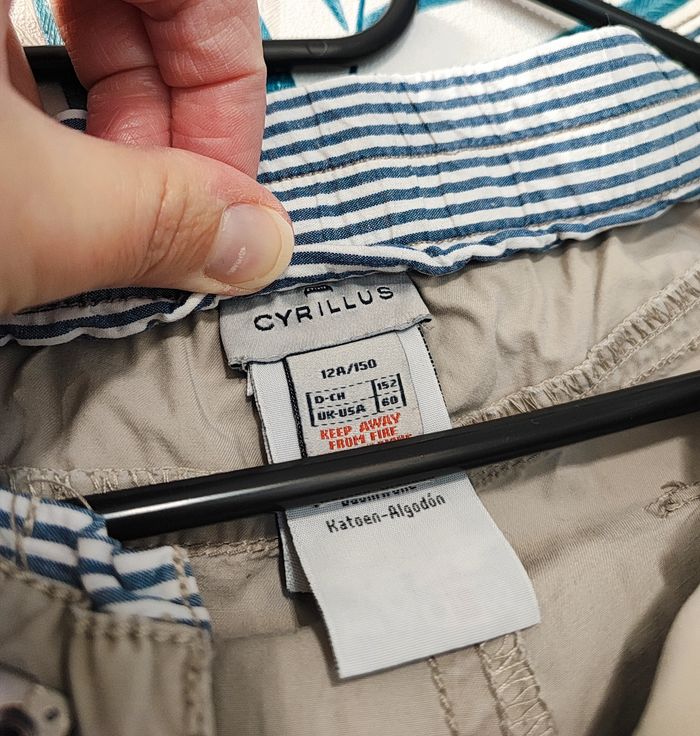 CYRILLUS
12A/150
D-CH 152
UK-USA 60
KEEP AWAY
FROM FIRE
Katoen-Algodón